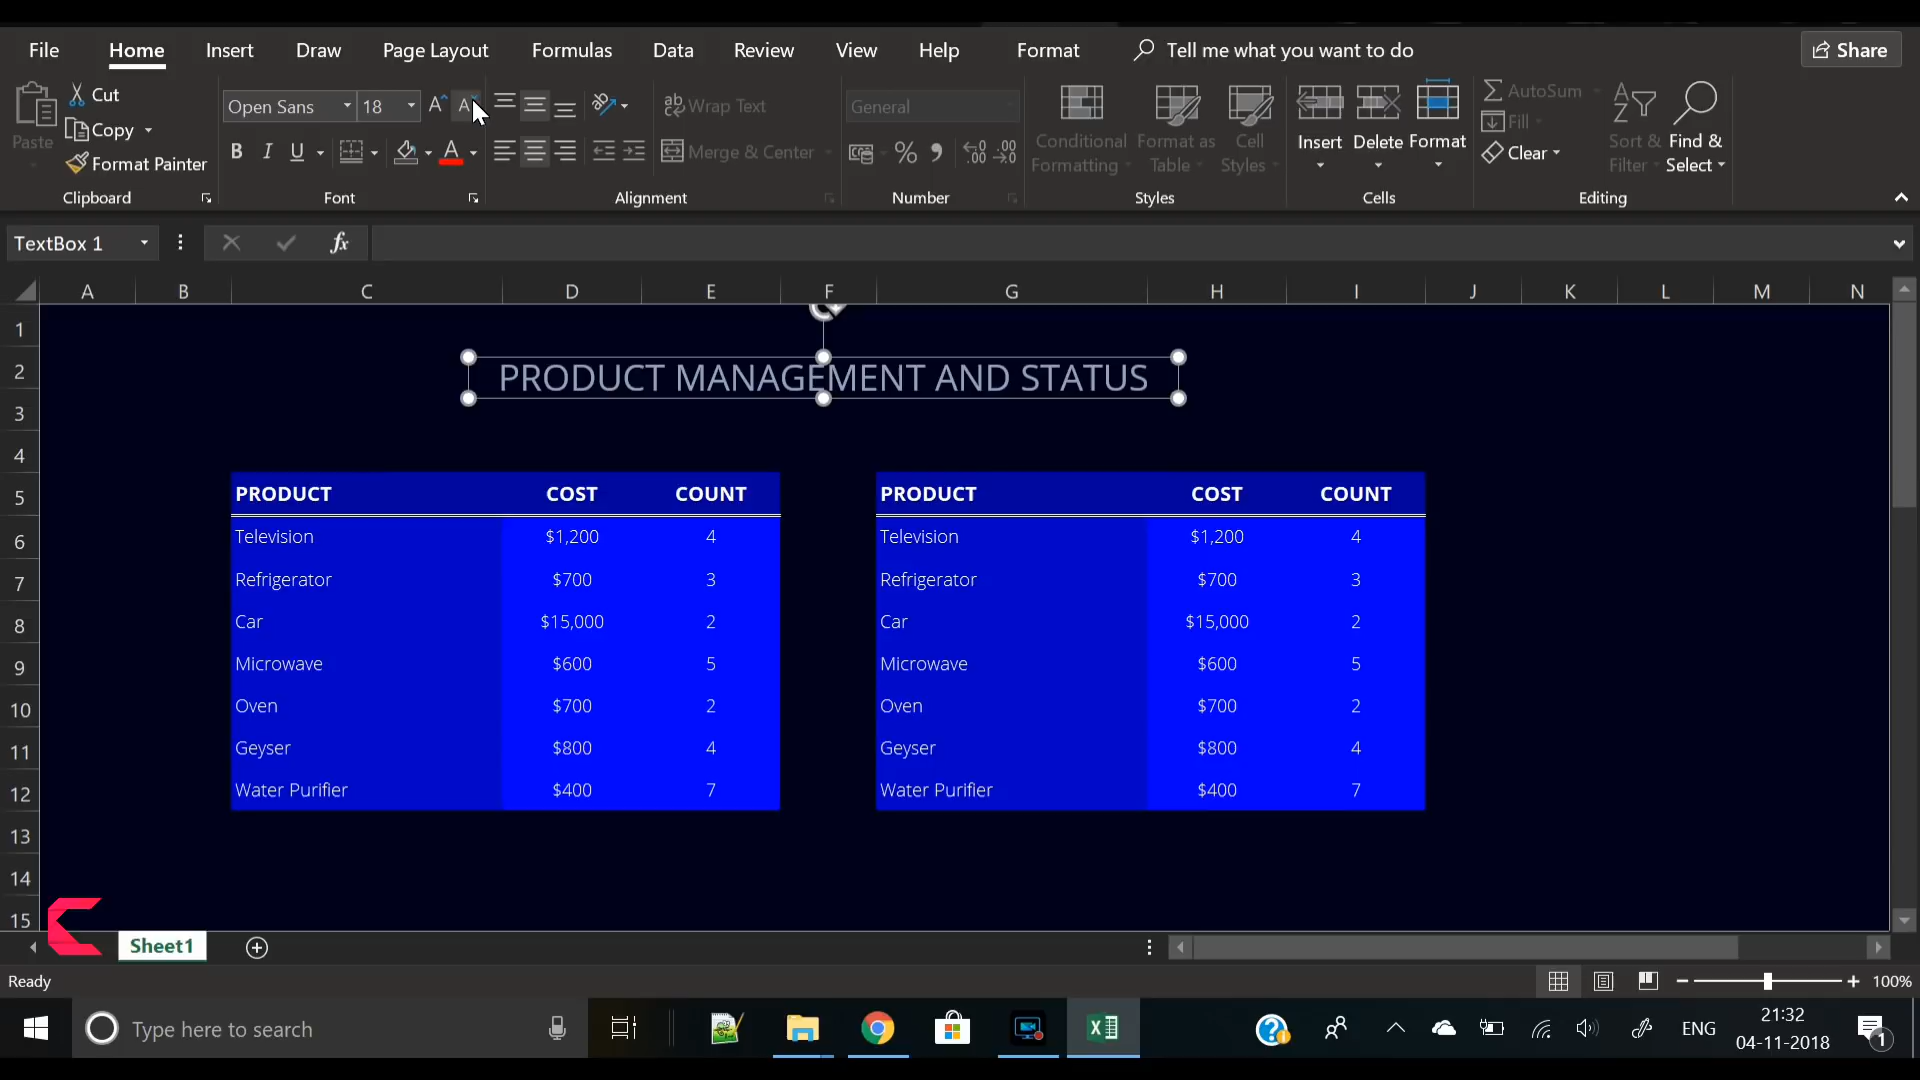 File Home Insert Draw Page Layout Formulas Data Review View Help Format Tell me what you want to do Share
Paste
Cut
Copy
Format Painter
Clipboard
Open Sans 18
B I U
Font
Alignment
Wrap Text
Merge & Center
General
Number
Conditional Formatting
Format as Table
Cell Styles
Styles
Insert Delete Format
Cells
AutoSum
Fill
Clear
Sort & Filter
Find & Select
Editing
TextBox 1 fx
A B C D E F G H I J K L M N
1
2 PRODUCT MANAGEMENT AND STATUS
3
4
5 PRODUCT COST COUNT PRODUCT COST COUNT
6 Television $1,200 4 Television $1,200 4
7 Refrigerator $700 3 Refrigerator $700 3
8 Car $15,000 2 Car $15,000 2
9 Microwave $600 5 Microwave $600 5
10 Oven $700 2 Oven $700 2
11 Geyser $800 4 Geyser $800 4
12 Water Purifier $400 7 Water Purifier $400 7
13
14
15
Sheet1
Ready 100%
Type here to search ENG 21:32
04-11-2018 1